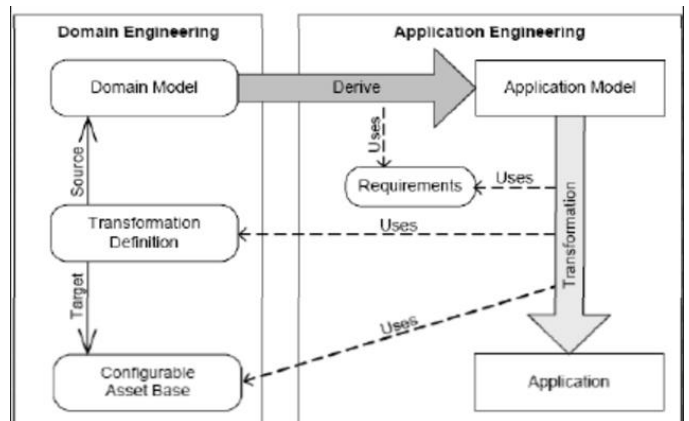 Domain Engineering
Application Engineering
Domain Model
Derive
Application Model
Uses
Source
Requirements
Uses
Transformation
Definition
Uses
Transformation
Target
Uses
Configurable
Asset Base
Application